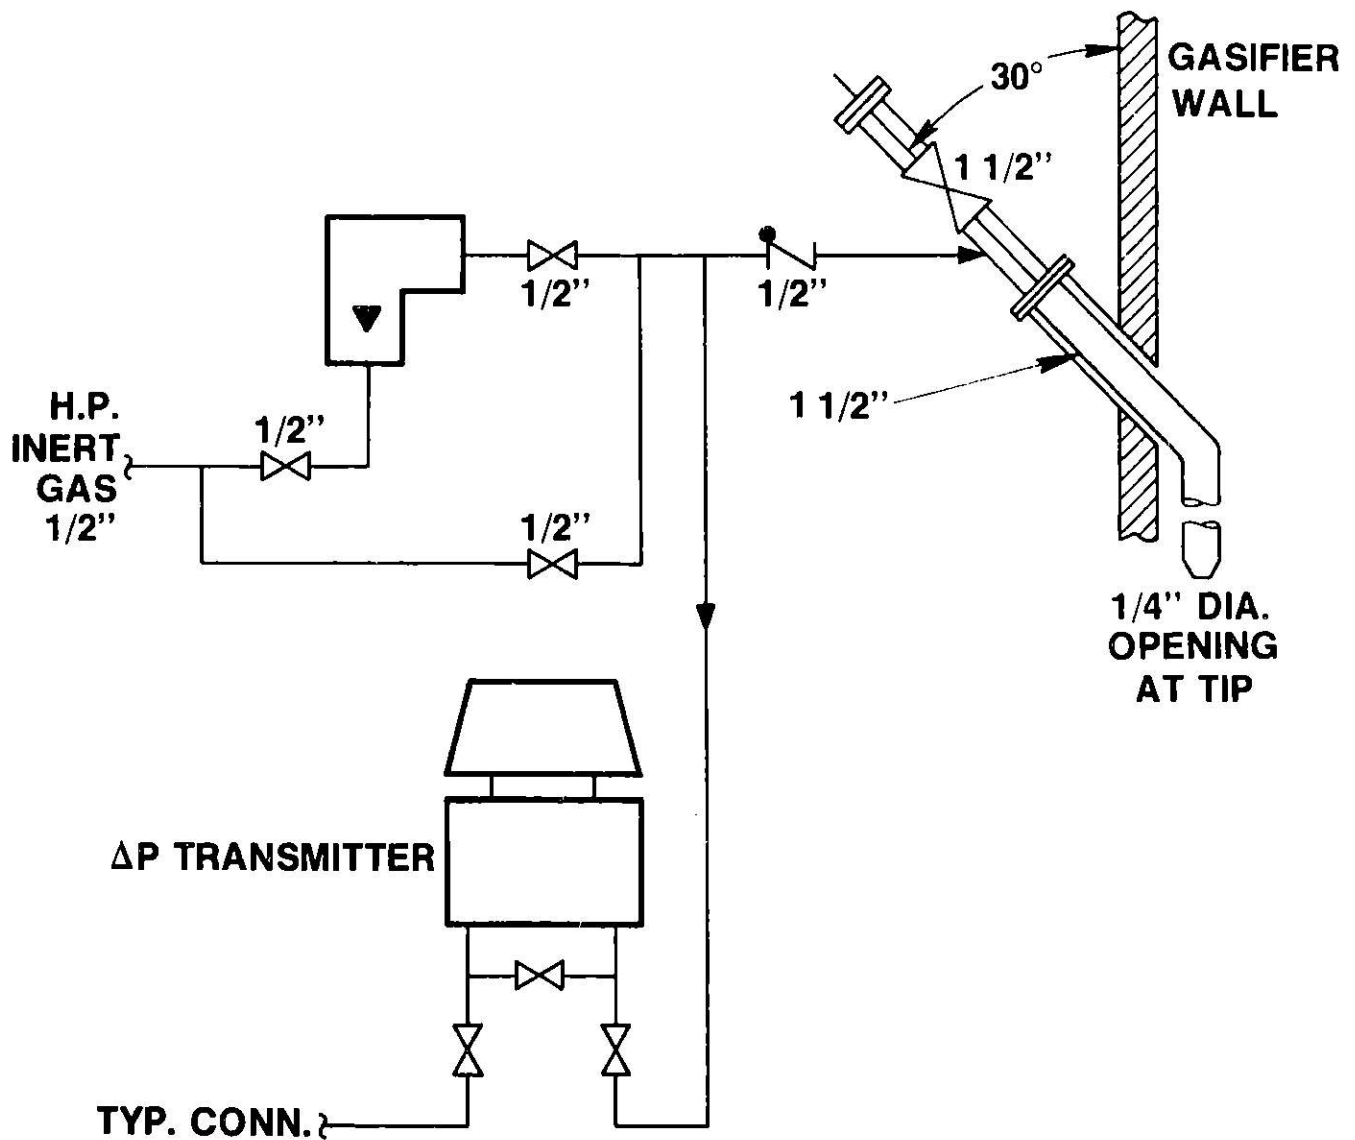 GASIFIER
WALL
30°
1 1/2”
1/2”
1/2”
1 1/2”
H.P.
INERT
GAS
1/2”
1/2”
1/2”
1/4” DIA.
OPENING
AT TIP
ΔP TRANSMITTER
TYP. CONN.